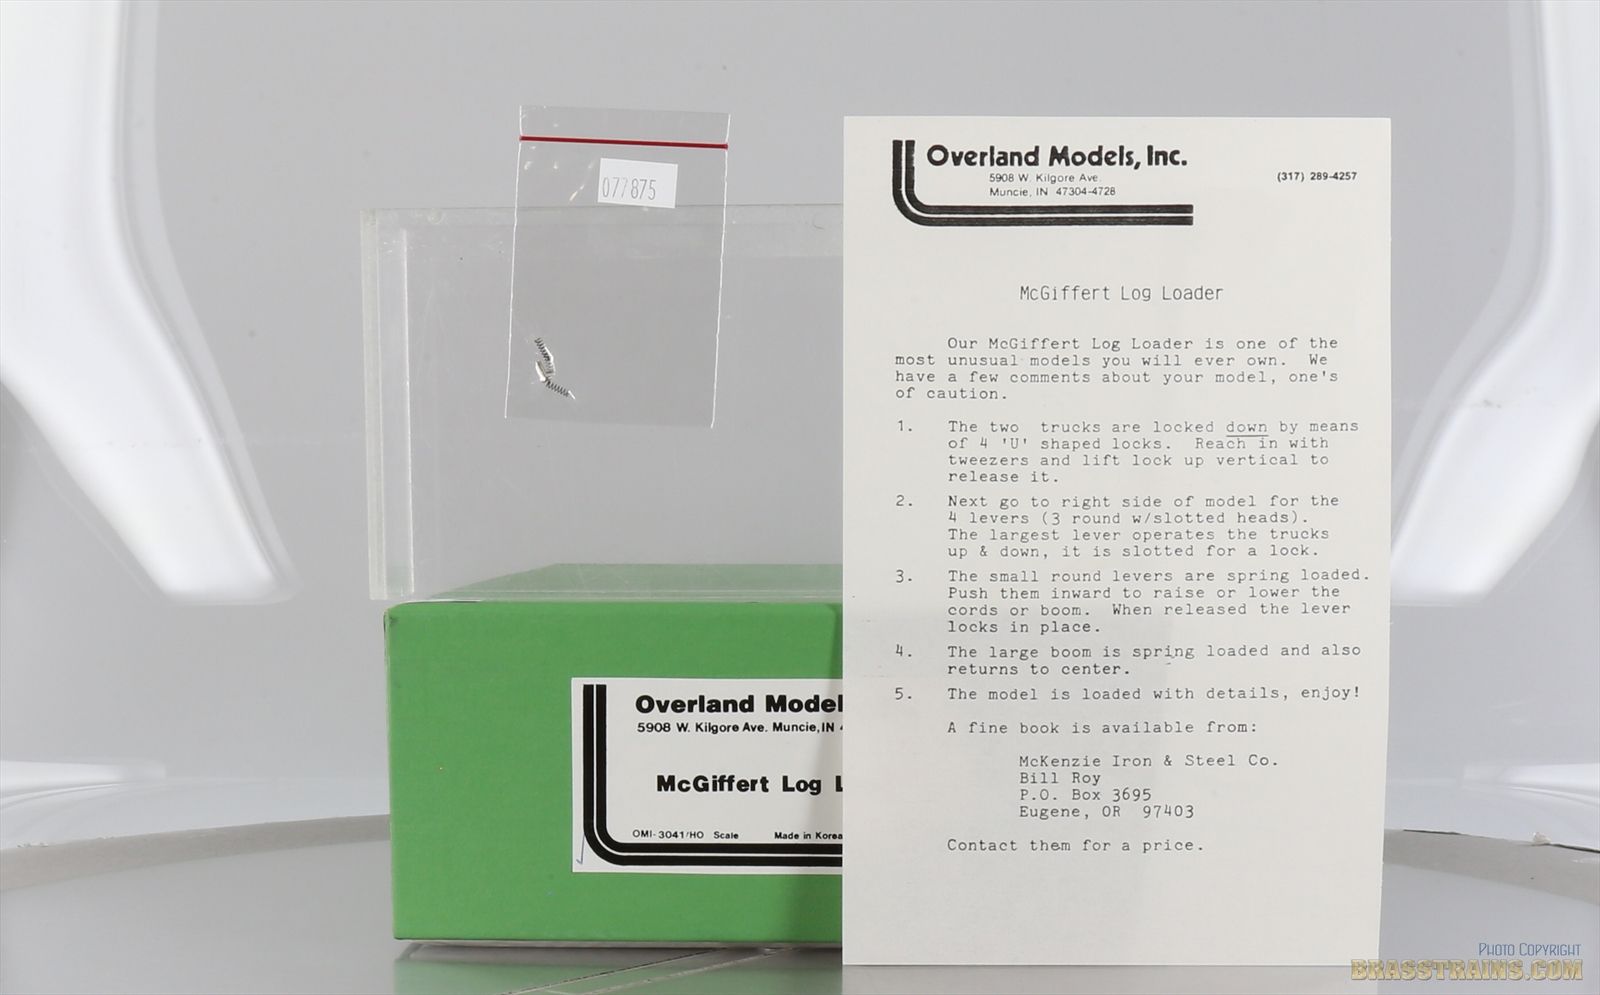 077875
Overland Models, Inc.
5908 W. Kilgore Ave.
Muncie, IN 47304-4728
(317) 289-4257
McGiffert Log Loader
Our McGiffert Log Loader is one of the
most unusual models you will ever own. We
have a few comments about your model, one's
of caution.
1. The two trucks are locked down by means
of 4 'U' shaped locks. Reach in with
tweezers and lift lock up vertical to
release it.
2. Next go to right side of model for the
4 levers (3 round w/slotted heads).
The largest lever operates the trucks
up & down, it is slotted for a lock.
3. The small round levers are spring loaded.
Push them inward to raise or lower the
cords or boom. When released the lever
locks in place.
4. The large boom is spring loaded and also
returns to center.
5. The model is loaded with details, enjoy!
A fine book is available from:
McKenzie Iron & Steel Co.
Bill Roy
P.O. Box 3695
Eugene, OR 97403
Contact them for a price.
Overland Model
5908 W. Kilgore Ave. Muncie, IN
McGiffert Log L
OMI-3041/HO Scale Made in Korea
Photo Copyright
BRASSTRAINS.COM